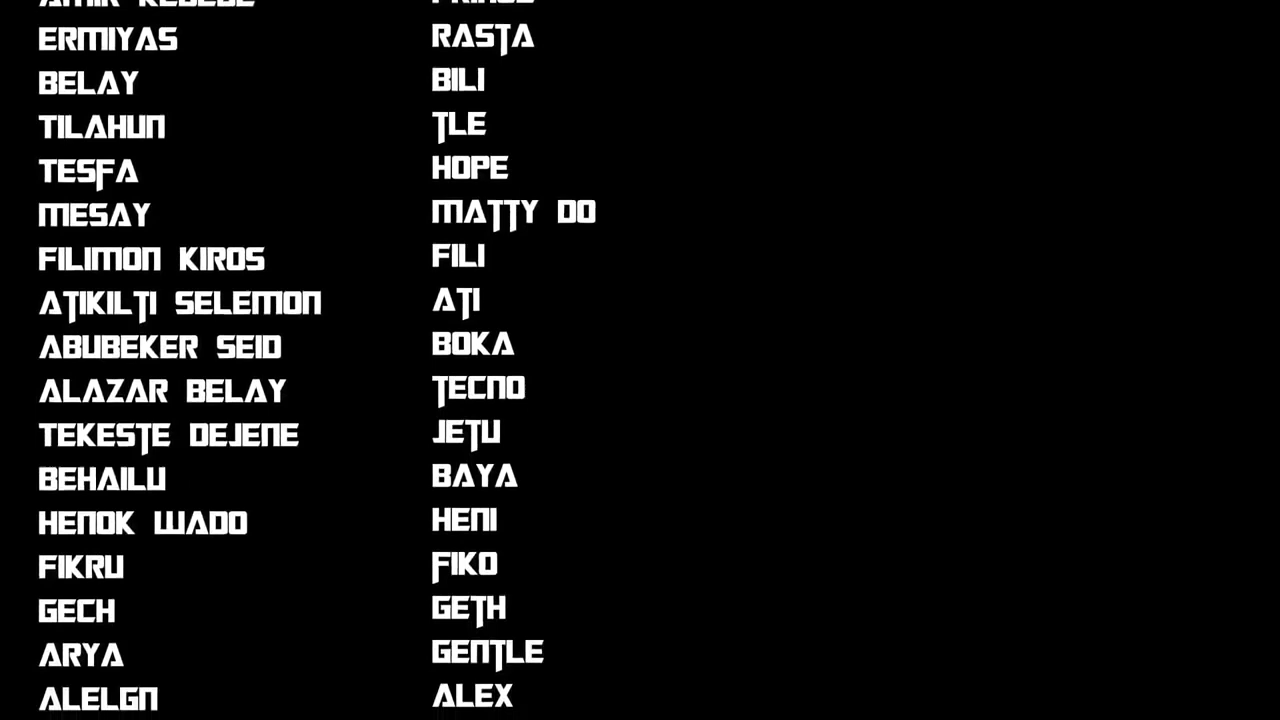 ERMIYAS RASTA
BELAY BILI
TILAHUN TLE
TESFA HOPE
MESAY MATTY DO
FILIMON KIROS FILI
ATIKILTI SELEMON ATI
ABUBEKER SEID BOKA
ALAZAR BELAY TECNO
TEKESTE DEJENE JETU
BEHAILU BAYA
HENOK WADO HENI
FIKRU FIKO
GECH GETH
ARYA GENTLE
ALELGN ALEX